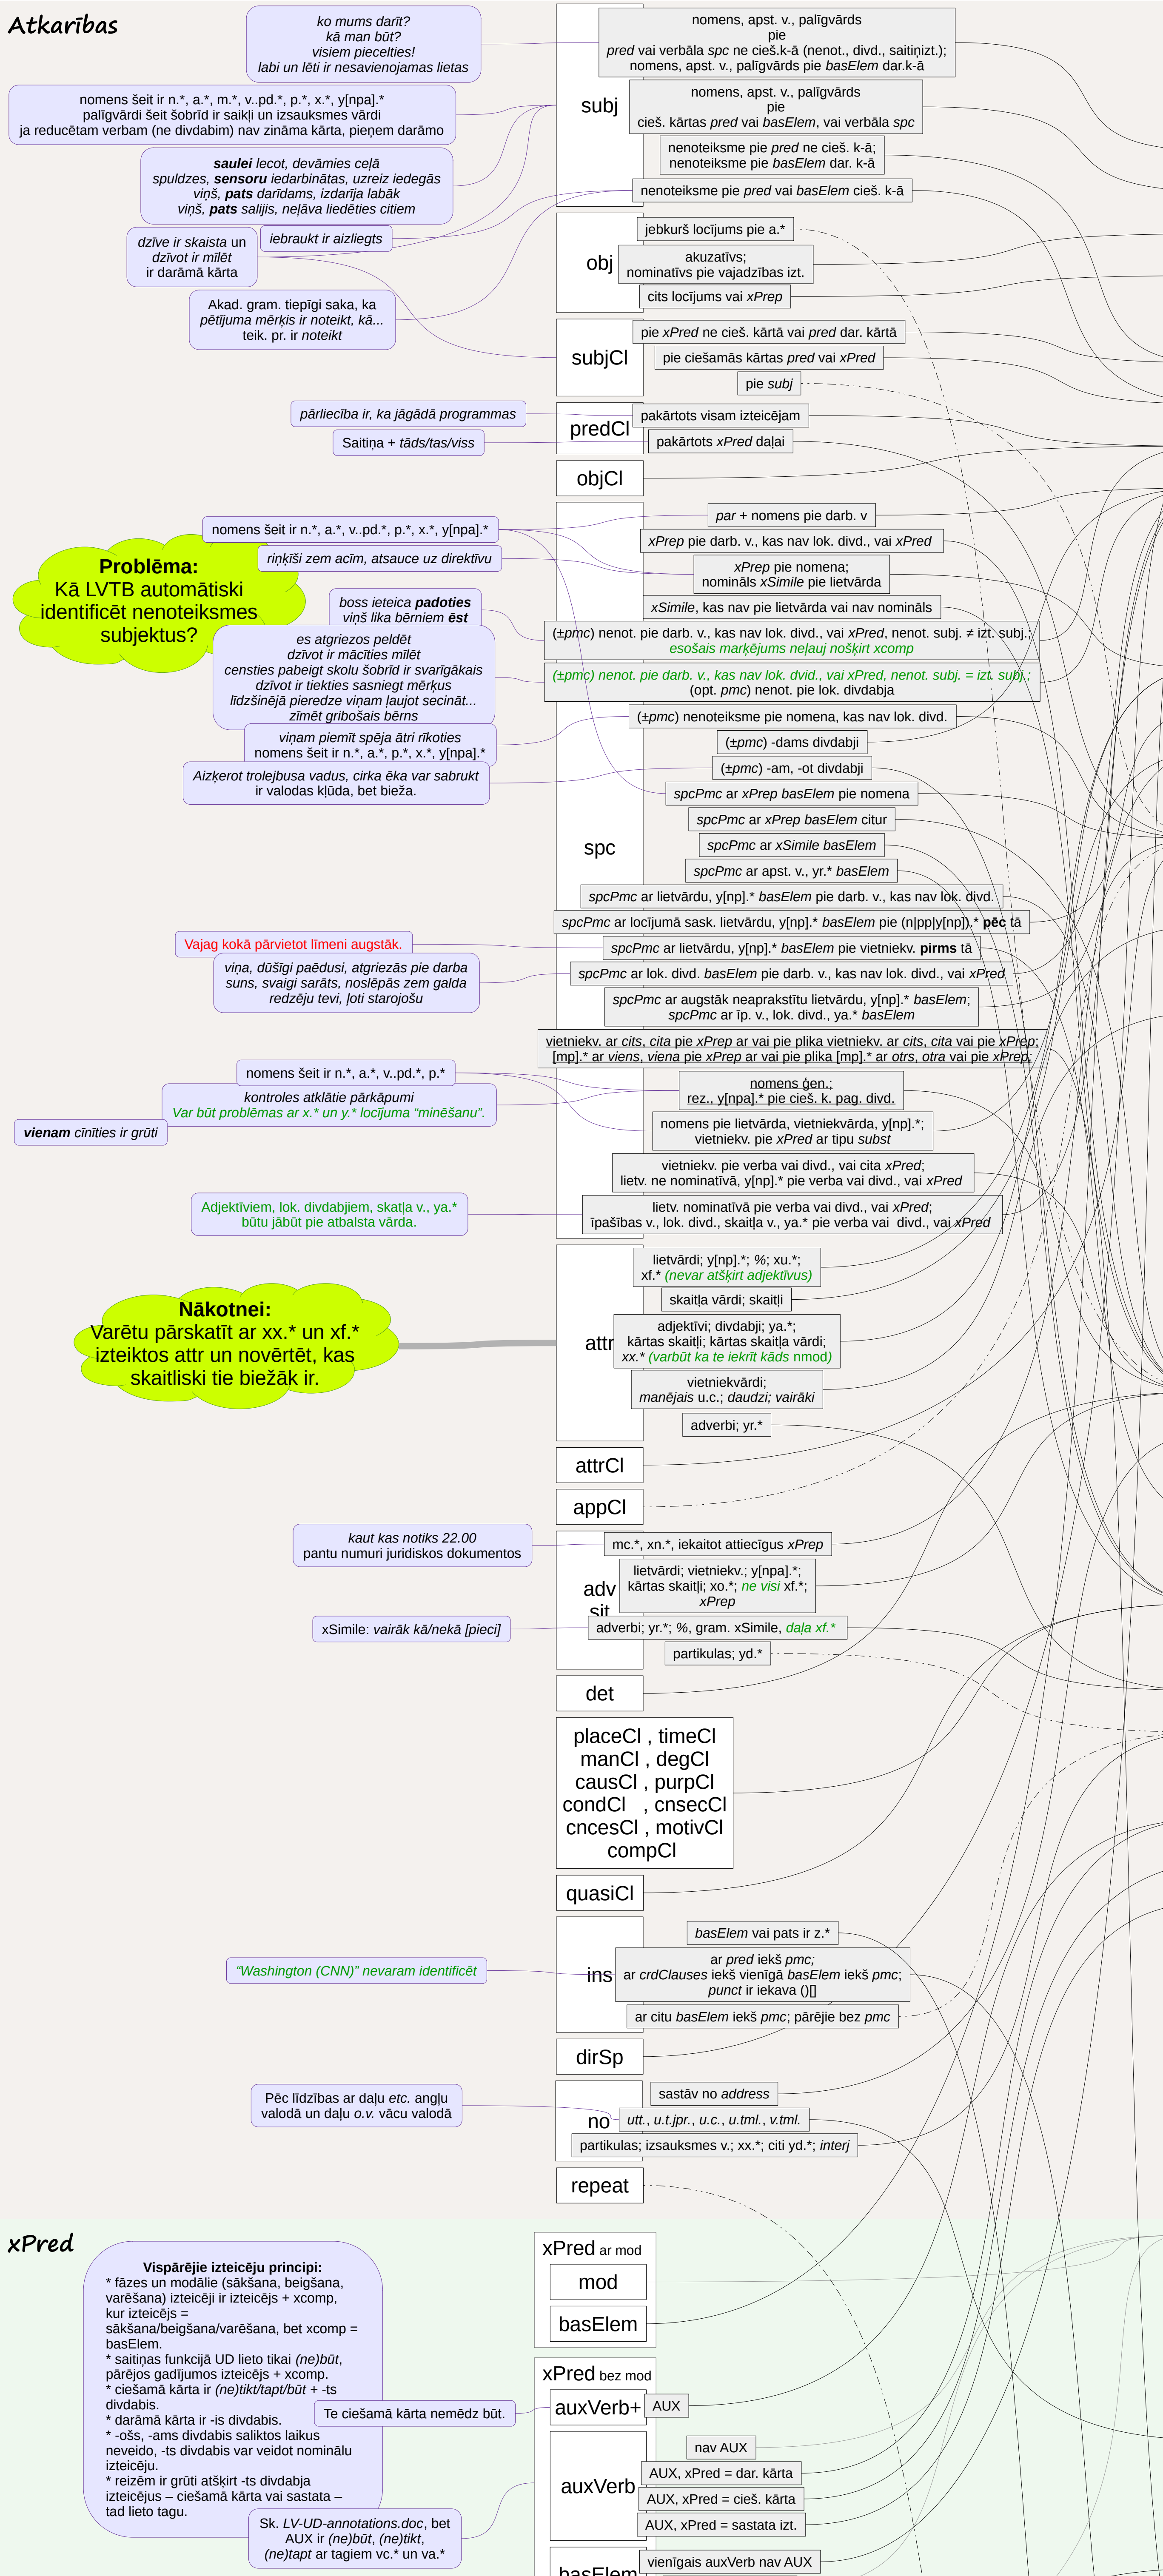 Atkarības
ko mums darīt?
kā man būt?
visiem piecelties!
labi un lēti ir nesavienojamas lietas
nomens šeit ir n.*, a.*, m.*, v..pd.*, p.*, x.*, y[npa].*
palīgvārdi šeit šobrīd ir saikļi un izsauksmes vārdi
ja reducētam verbam (ne divdabim) nav zināma kārta, pieņem darāmo
saulei lecot, devāmies ceļā
spuldzes, sensoru iedarbinātas, uzreiz iedegās
viņš, pats darīdams, izdarīja labāk
viņš, pats salijis, neļāva liedēties citiem
iebraukt ir aizliegts
dzīve ir skaista un
dzīvot ir mīlēt
ir darāmā kārta
Akad. gram. tiepīgi saka, ka
pētījuma mērķis ir noteikt, kā...
teik. pr. ir noteikt
subj
nomens, apst. v., palīgvārds
pie
pred vai verbāla spc ne cieš.k-ā (nenot., divd., saitiņizt.);
nomens, apst. v., palīgvārds pie basElem dar.k-ā
nomens, apst. v., palīgvārds
pie
cieš. kārtas pred vai basElem, vai verbāla spc
nenoteiksme pie pred ne cieš. k-ā;
nenoteiksme pie basElem dar. k-ā
nenoteiksme pie pred vai basElem cieš. k-ā
obj
jebkurš locījums pie a.*
akuzatīvs;
nominatīvs pie vajadzības izt.
cits locījums vai xPrep
subjCl
pie xPred ne cieš. kārtā vai pred dar. kārtā
pie ciešamās kārtas pred vai xPred
pie subj
pārliecība ir, ka jāgādā programmas
Saitiņa + tāds/tas/viss
predCl
pakārtots visam izteicējam
pakārtots xPred daļai
objCl
Problēma:
Kā LVTB automātiski
identificēt nenoteiksmes
subjektus?
nomens šeit ir n.*, a.*, v..pd.*, p.*, x.*, y[npa].*
riņķīši zem acīm, atsauce uz direktīvu
boss ieteica padoties
viņš lika bērniem ēst
es atgriezos peldēt
dzīvot ir mācīties mīlēt
censties pabeigt skolu šobrīd ir svarīgākais
dzīvot ir tiekties sasniegt mērķus
līdzšinējā pieredze viņam ļaujot secināt...
zīmēt gribošais bērns
viņam piemīt spēja ātri rīkoties
nomens šeit ir n.*, a.*, p.*, x.*, y[npa].*
Aizķerot trolejbusa vadus, cirka ēka var sabrukt
ir valodas kļūda, bet bieža.
Vajag kokā pārvietot līmeni augstāk.
viņa, dūšīgi paēdusi, atgriezās pie darba
suns, svaigi sarāts, noslēpās zem galda
redzēju tevi, ļoti starojošu
nomens šeit ir n.*, a.*, v..pd.*, p.*
kontroles atklātie pārkāpumi
Var būt problēmas ar x.* un y.* locījuma “minēšanu”.
vienam cīnīties ir grūti
Adjektīviem, lok. divdabjiem, skatļa v., ya.*
būtu jābūt pie atbalsta vārda.
spc
par + nomens pie darb. v
xPrep pie darb. v., kas nav lok. divd., vai xPred
xPrep pie nomena;
nomināls xSimile pie lietvārda
xSimile, kas nav pie lietvārda vai nav nomināls
(±pmc) nenot. pie darb. v., kas nav lok. divd., vai xPred, nenot. subj. ≠ izt. subj.;
esošais marķējums neļauj nošķirt xcomp
(±pmc) nenot. pie darb. v., kas nav lok. dvid., vai xPred, nenot. subj. = izt. subj.;
(opt. pmc) nenot. pie lok. divdabja
(±pmc) nenoteiksme pie nomena, kas nav lok. divd.
(±pmc) -dams divdabji
(±pmc) -am, -ot divdabji
spcPmc ar xPrep basElem pie nomena
spcPmc ar xPrep basElem citur
spcPmc ar xSimile basElem
spcPmc ar apst. v., yr.* basElem
spcPmc ar lietvārdu, y[np].* basElem pie darb. v., kas nav lok. divd.
spcPmc ar locījumā sask. lietvārdu, y[np].* basElem pie (n|pp|y[np]).* pēc tā
spcPmc ar lietvārdu, y[np].* basElem pie vietniekv. pirms tā
spcPmc ar lok. divd. basElem pie darb. v., kas nav lok. divd., vai xPred
spcPmc ar augstāk neaprakstītu lietvārdu, y[np].* basElem;
spcPmc ar īp. v., lok. divd., ya.* basElem
vietniekv. ar cits, cita pie xPrep ar vai pie plika vietniekv. ar cits, cita vai pie xPrep;
[mp].* ar viens, viena pie xPrep ar vai pie plika [mp].* ar otrs, otra vai pie xPrep;
nomens ģen.;
rez., y[npa].* pie cieš. k. pag. divd.
nomens pie lietvārda, vietniekvārda, y[np].*;
vietniekv. pie xPred ar tipu subst
vietniekv. pie verba vai divd., vai cita xPred;
lietv. ne nominatīvā, y[np].* pie verba vai divd., vai xPred
lietv. nominatīvā pie verba vai divd., vai xPred;
īpašības v., lok. divd., skaitļa v., ya.* pie verba vai divd., vai xPred
Nākotnei:
Varētu pārskatīt ar xx.* un xf.*
izteiktos attr un novērtēt, kas
skaitliski tie biežāk ir.
attr
lietvārdi; y[np].*; %; xu.*;
xf.* (nevar atšķirt adjektīvus)
skaitļa vārdi; skaitļi
adjektīvi; divdabji; ya.*;
kārtas skaitļi; kārtas skaitļa vārdi;
xx.* (varbūt ka te iekrīt kāds nmod)
vietniekvārdi;
manējais u.c.; daudzi; vairāki
adverbi; yr.*
attrCl
appCl
kaut kas notiks 22.00
pantu numuri juridiskos dokumentos
xSimile: vairāk kā/nekā [pieci]
adv
sit
mc.*, xn.*, iekaitot attiecīgus xPrep
lietvārdi; vietniekv.; y[npa].*;
kārtas skaitļi; xo.*; ne visi xf.*;
xPrep
adverbi; yr.*; %, gram. xSimile, daļa xf.*
partikulas; yd.*
det
placeCl , timeCl
manCl , degCl
causCl , purpCl
condCl , cnsecCl
cncesCl , motivCl
compCl
quasiCl
“Washington (CNN)” nevaram identificēt
ins
basElem vai pats ir z.*
ar pred iekš pmc;
ar crdClauses iekš vienīgā basElem iekš pmc;
punct ir iekava ()[]
ar citu basElem iekš pmc; pārējie bez pmc
dirSp
Pēc līdzības ar daļu etc. angļu
valodā un daļu o.v. vācu valodā
no
sastāv no address
utt., u.t.jpr., u.c., u.tml., v.tml.
partikulas; izsauksmes v.; xx.*; citi yd.*; interj
repeat
xPred
Vispārējie izteicēju principi:
* fāzes un modālie (sākšana, beigšana,
varēšana) izteicēji ir izteicējs + xcomp,
kur izteicējs =
sākšana/beigšana/varēšana, bet xcomp =
basElem.
* saitiņas funkcijā UD lieto tikai (ne)būt,
pārējos gadījumos izteicējs + xcomp.
* ciešamā kārta ir (ne)tikt/tapt/būt + -ts
divdabis.
* darāmā kārta ir -is divdabis.
* -ošs, -ams divdabis saliktos laikus
neveido, -ts divdabis var veidot nominālu
izteicēju.
* reizēm ir grūti atšķirt -ts divdabja
izteicējus – ciešamā kārta vai sastata –
tad lieto tagu.
Te ciešamā kārta nemēdz būt.
Sk. LV-UD-annotations.doc, bet
AUX ir (ne)būt, (ne)tikt,
(ne)tapt ar tagiem vc.* un va.*
xPred ar mod
mod
basElem
xPred bez mod
auxVerb+
AUX
auxVerb
nav AUX
AUX, xPred = dar. kārta
AUX, xPred = cieš. kārta
AUX, xPred = sastata izt.
basElem
vienīgais auxVerb nav AUX